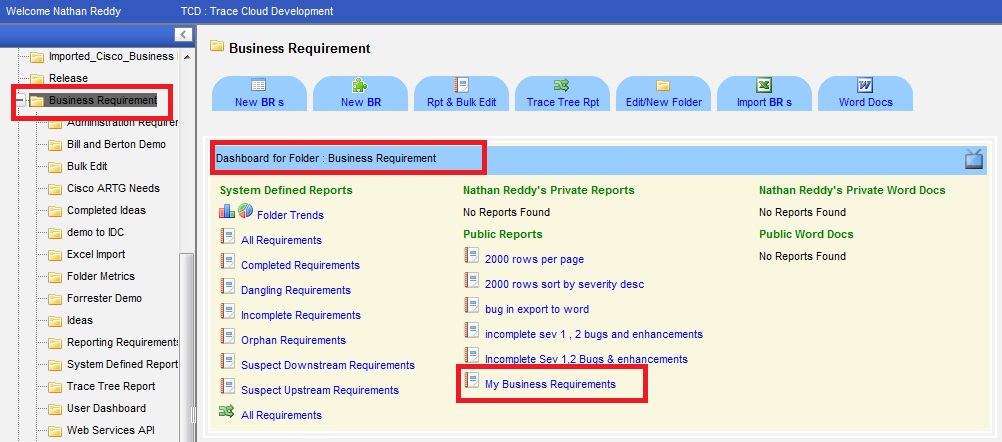 Welcome Nathan Reddy TCD : Trace Cloud Development
Imported_Cisco_Business
Release
Business Requirement
Administration Requirer
Bill and Berton Demo
Bulk Edit
Cisco ARTG Needs
Completed Ideas
demo to IDC
Excel Import
Folder Metrics
Forrester Demo
Ideas
Reporting Requirements
System Defined Report
Trace Tree Report
User Dashboard
Web Services API
Business Requirement
New BR s
New BR
Rpt & Bulk Edit
Trace Tree Rpt
Edit/New Folder
Import BR s
Word Docs
Dashboard for Folder : Business Requirement
System Defined Reports
Folder Trends
All Requirements
Completed Requirements
Dangling Requirements
Incomplete Requirements
Orphan Requirements
Suspect Downstream Requirements
Suspect Upstream Requirements
All Requirements
Nathan Reddy's Private Reports
No Reports Found
Public Reports
2000 rows per page
2000 rows sort by severity desc
bug in export to word
incomplete sev 1 , 2 bugs and enhancements
Incomplete Sev 1,2 Bugs & enhancements
My Business Requirements
Nathan Reddy's Private Word Docs
No Reports Found
Public Word Docs
No Reports Found